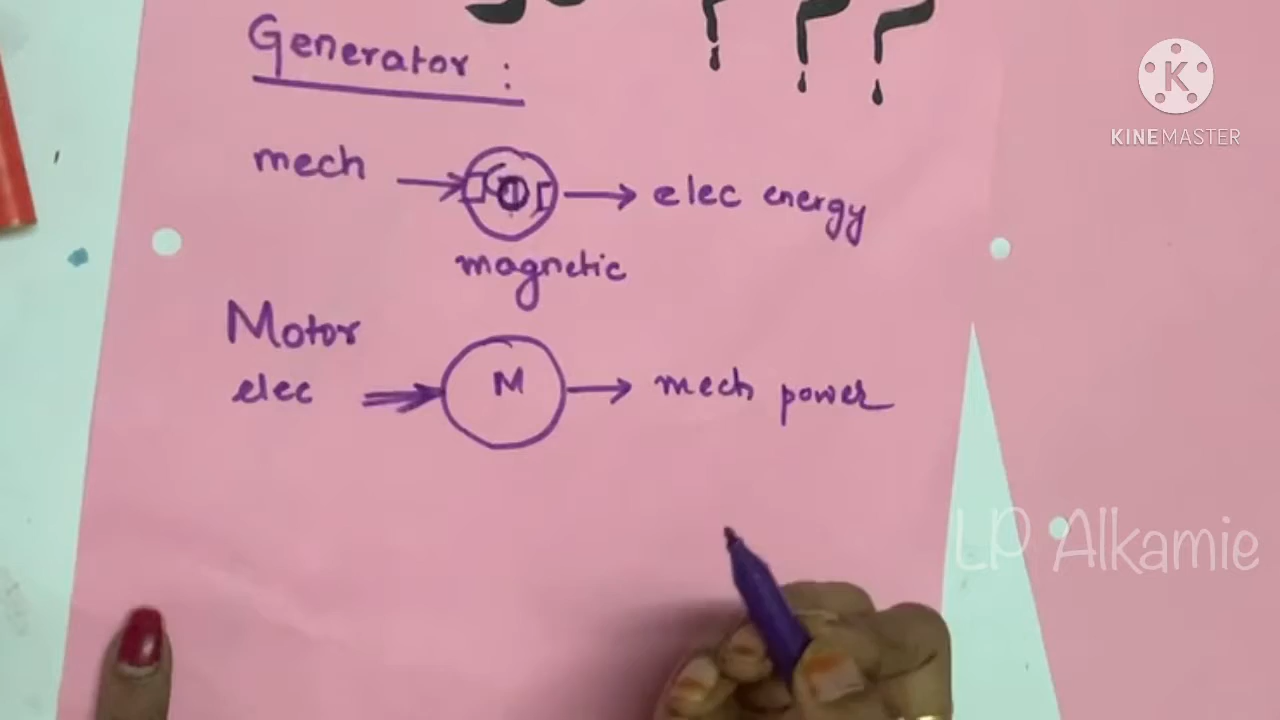 Generator :
mech → elec energy
magnetic
Motor
elec → M → mech power
KINEMASTER
K
LP Alkamie